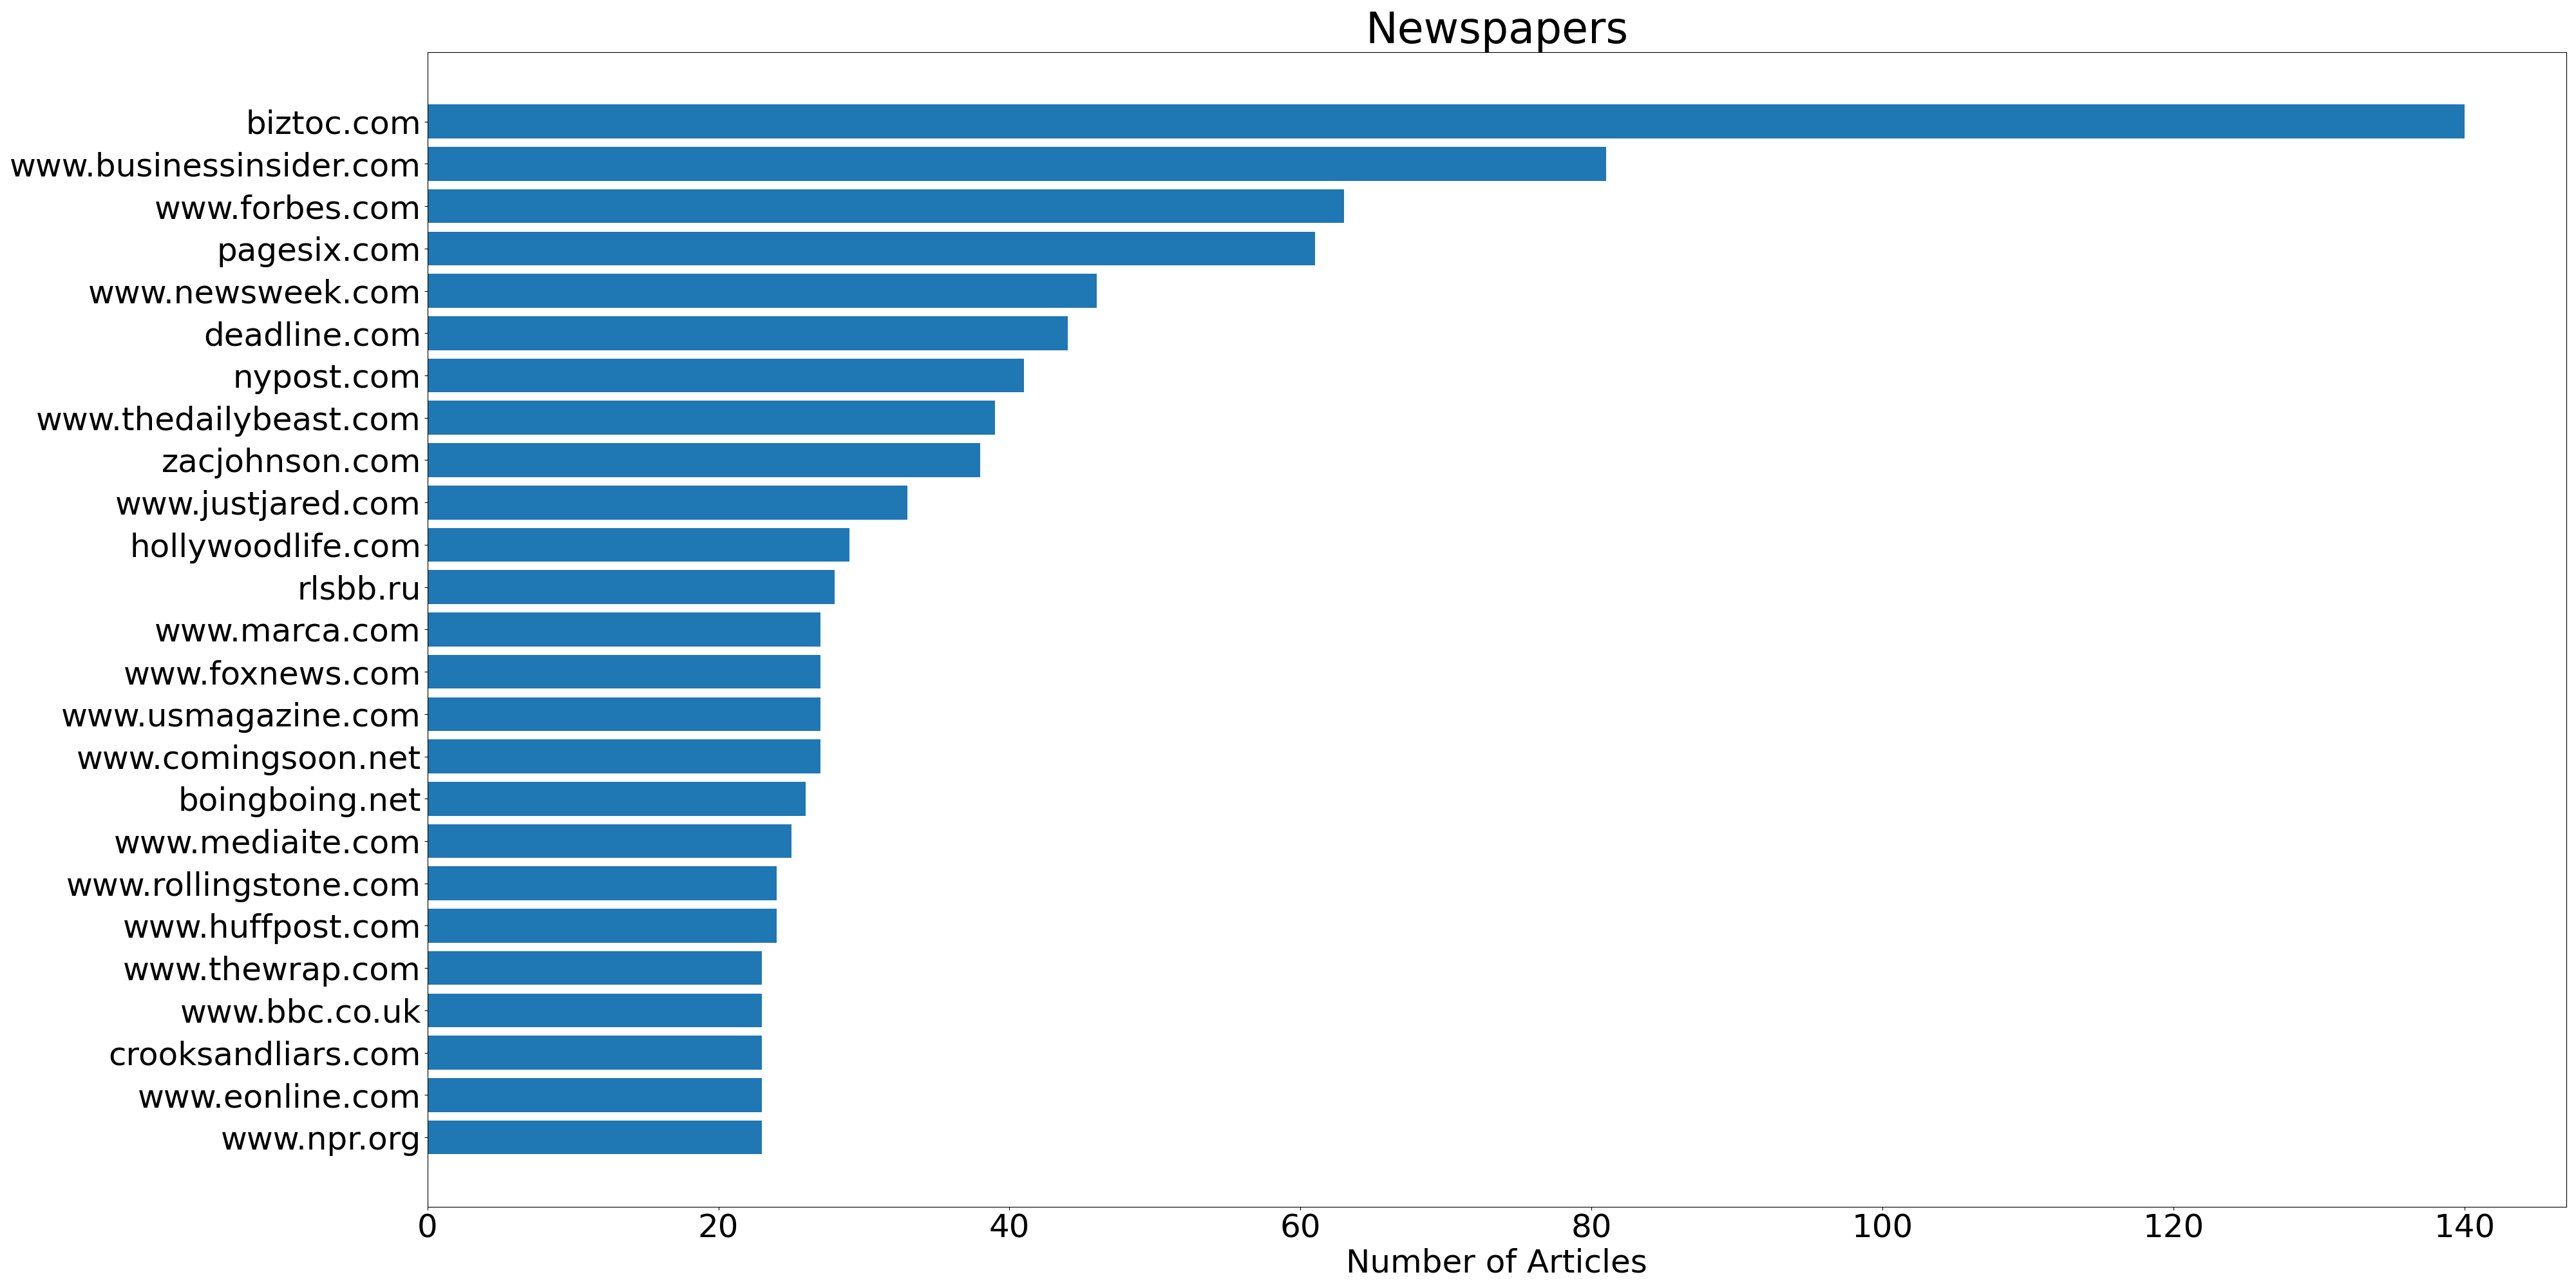 Newspapers
biztoc.com
www.businessinsider.com
www.forbes.com
pagesix.com
www.newsweek.com
deadline.com
nypost.com
www.thedailybeast.com
zacjohnson.com
www.justjared.com
hollywoodlife.com
rlsbb.ru
www.marca.com
www.foxnews.com
www.usmagazine.com
www.comingsoon.net
boingboing.net
www.mediaite.com
www.rollingstone.com
www.huffpost.com
www.thewrap.com
www.bbc.co.uk
crooksandliars.com
www.eonline.com
www.npr.org
0 20 40 60 80 100 120 140
Number of Articles